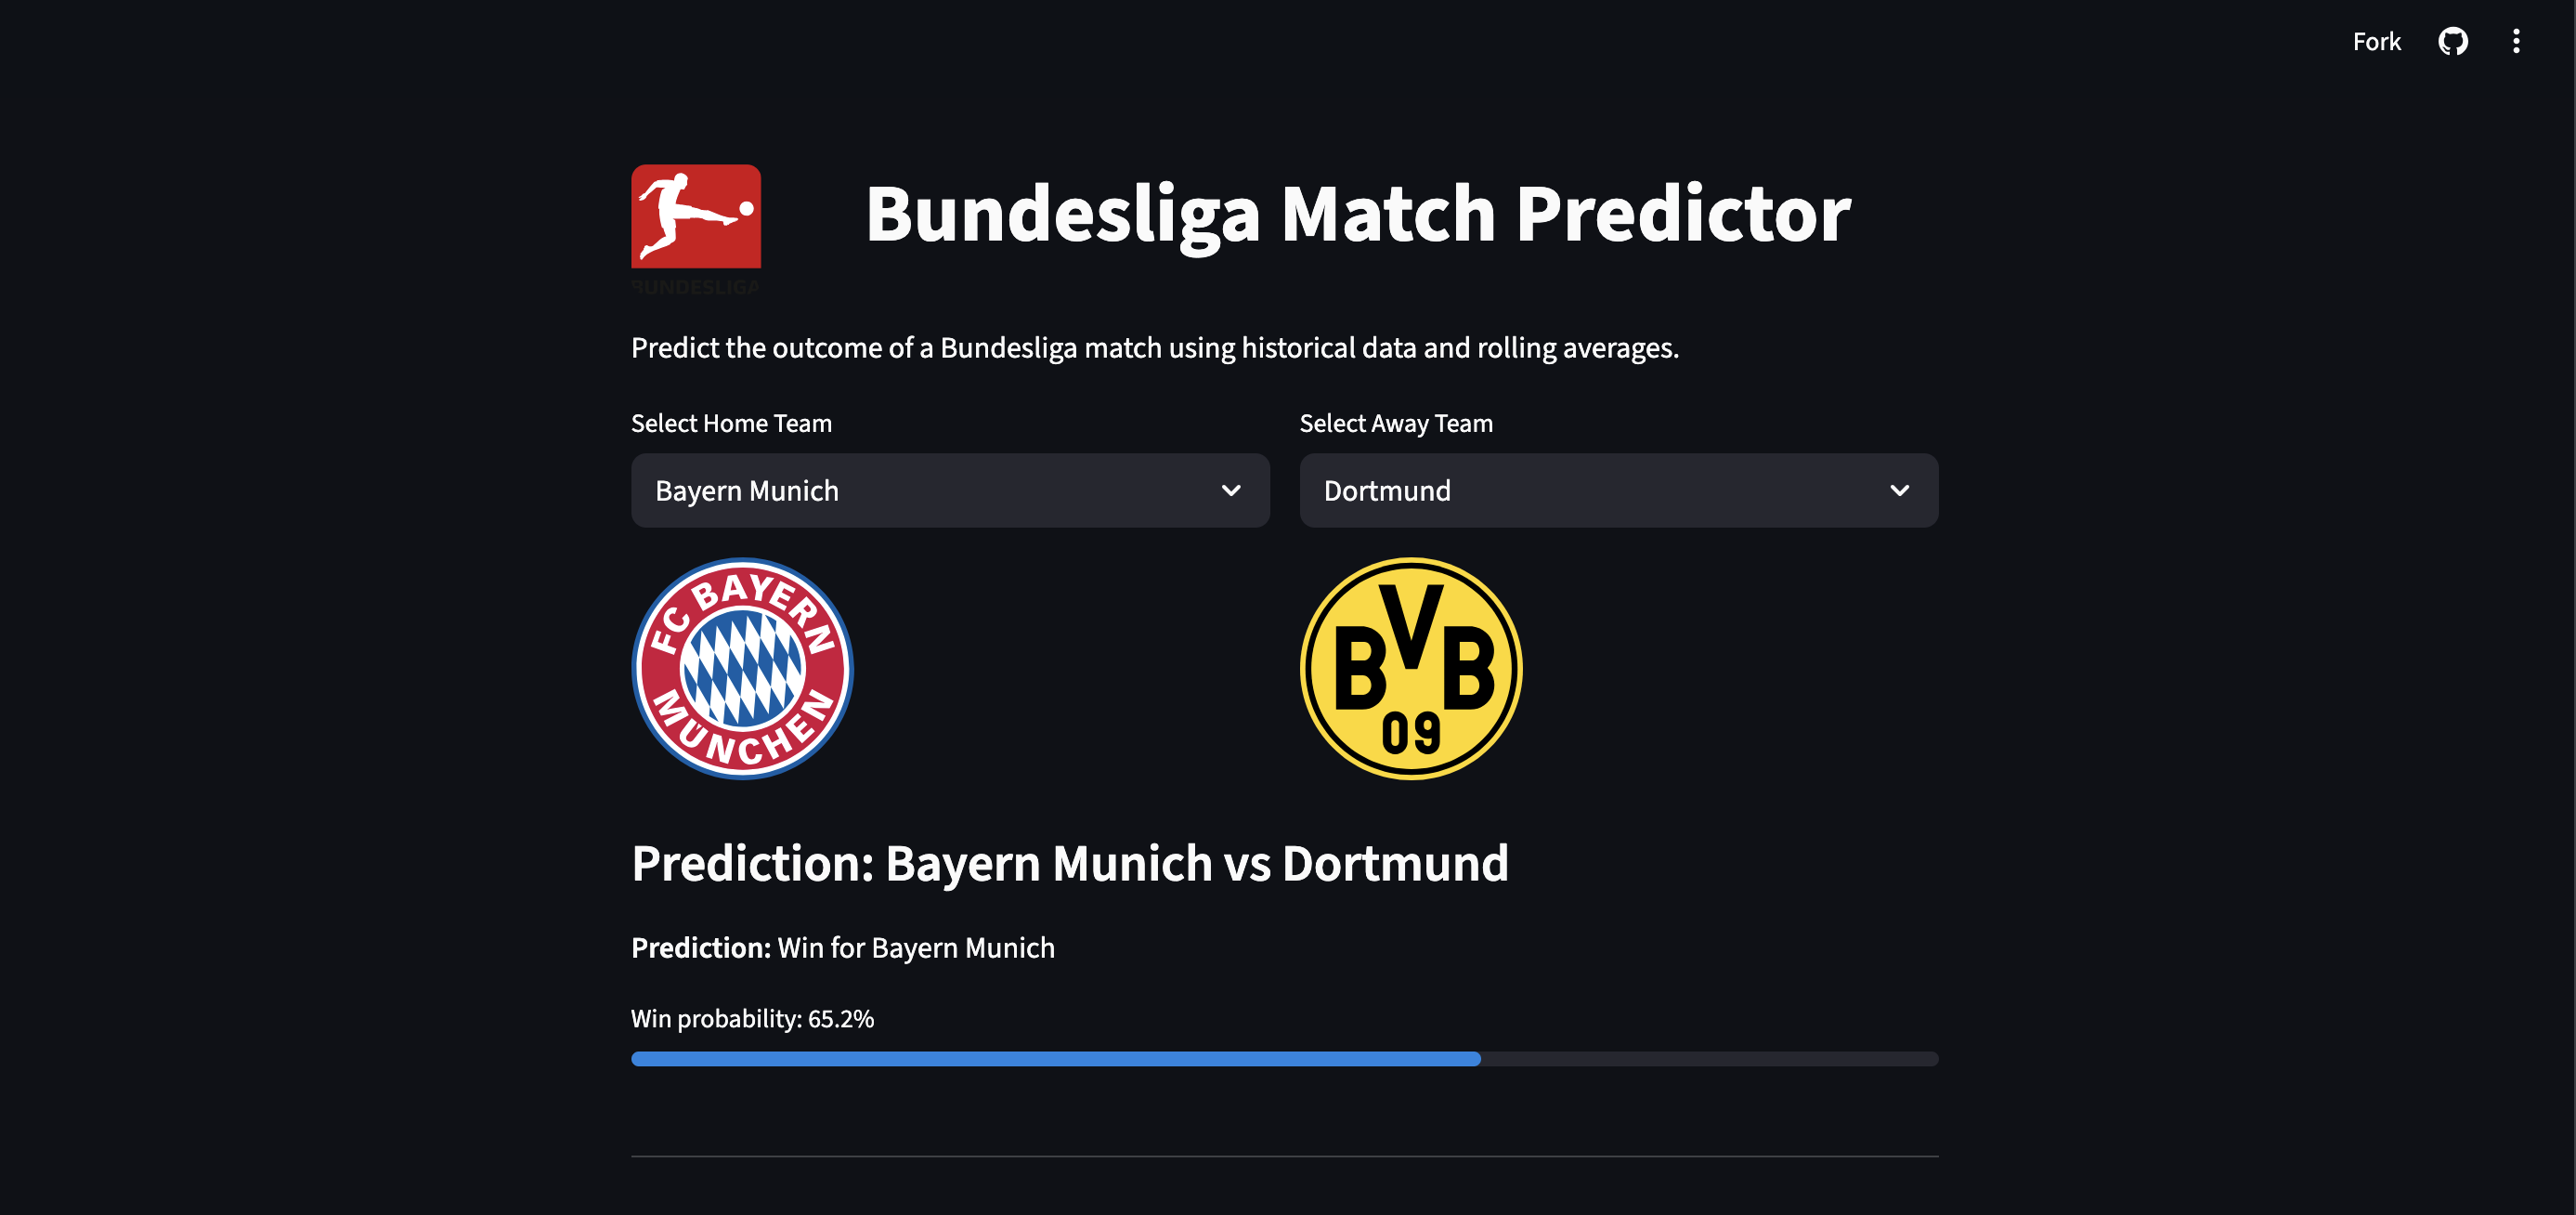 Fork
Bundesliga Match Predictor
BUNDESLIGA
Predict the outcome of a Bundesliga match using historical data and rolling averages.
Select Home Team
Select Away Team
Bayern Munich
Dortmund
FC BAYERN
MÜNCHEN
BVB
09
Prediction: Bayern Munich vs Dortmund
Prediction: Win for Bayern Munich
Win probability: 65.2%